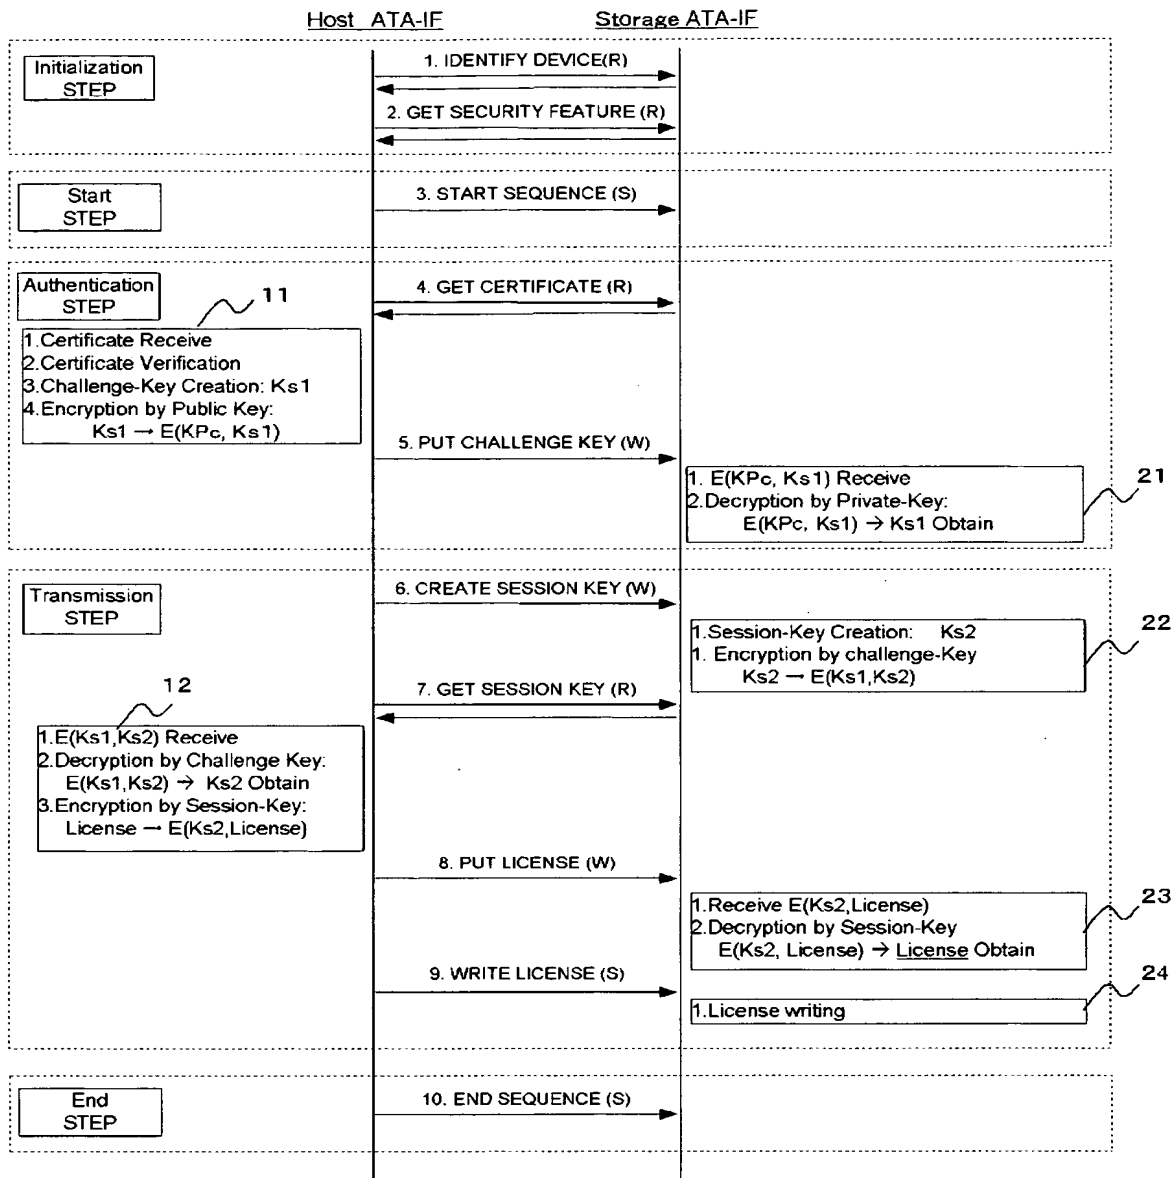 Host ATA-IF
Storage ATA-IF
Initialization
STEP
1. IDENTIFY DEVICE(R)
2. GET SECURITY FEATURE (R)
Start
STEP
3. START SEQUENCE (S)
Authentication
STEP
11
4. GET CERTIFICATE (R)
1.Certificate Receive
2.Certificate Verification
3.Challenge-Key Creation: Ks1
4.Encryption by Public Key:
Ks1 → E(KPc, Ks1)
5. PUT CHALLENGE KEY (W)
21
1. E(KPc, Ks1) Receive
2.Decryption by Private-Key:
E(KPc, Ks1) → Ks1 Obtain
Transmission
STEP
6. CREATE SESSION KEY (W)
22
1.Session-Key Creation: Ks2
1. Encryption by challenge-Key
Ks2 → E(Ks1,Ks2)
12
7. GET SESSION KEY (R)
1.E(Ks1,Ks2) Receive
2.Decryption by Challenge Key:
E(Ks1,Ks2) → Ks2 Obtain
3.Encryption by Session-Key:
License → E(Ks2,License)
8. PUT LICENSE (W)
23
1.Receive E(Ks2,License)
2.Decryption by Session-Key
E(Ks2, License) → License Obtain
9. WRITE LICENSE (S)
24
1.License writing
End
STEP
10. END SEQUENCE (S)